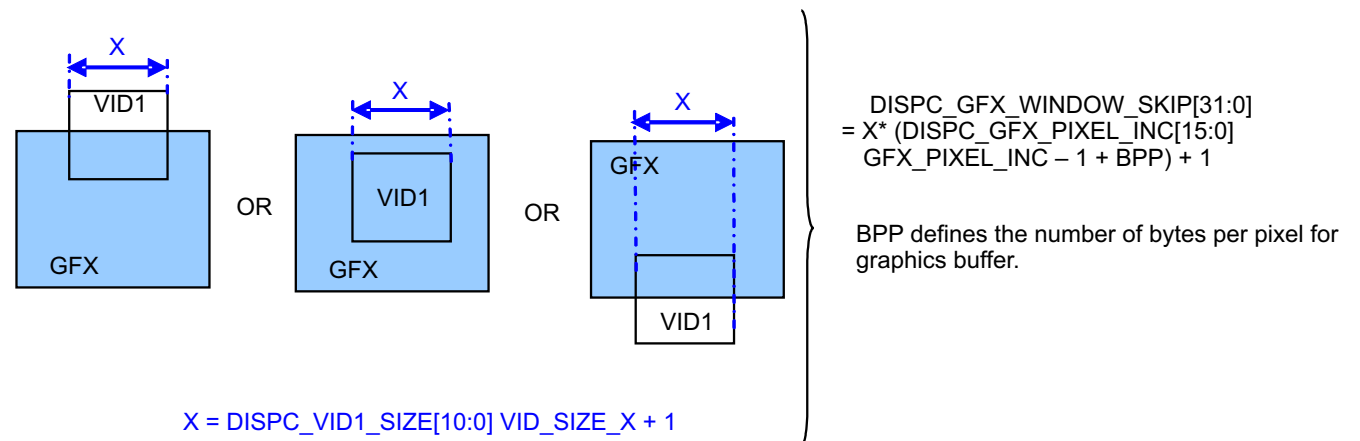 X
VID1
GFX
OR
X
VID1
GFX
OR
X
GFX
VID1
X = DISPC_VID1_SIZE[10:0] VID_SIZE_X + 1
DISPC_GFX_WINDOW_SKIP[31:0]
= X* (DISPC_GFX_PIXEL_INC[15:0]
GFX_PIXEL_INC – 1 + BPP) + 1
BPP defines the number of bytes per pixel for
graphics buffer.